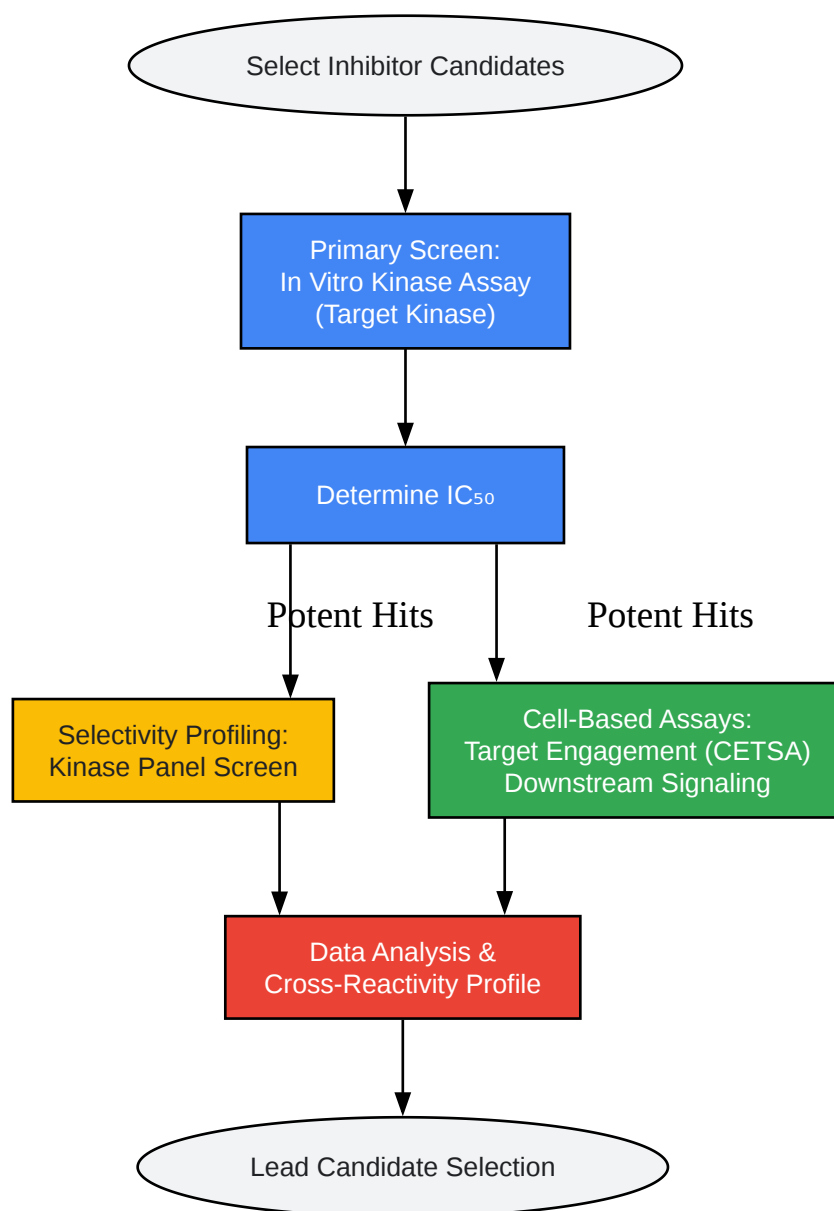 Select Inhibitor Candidates
Primary Screen:
In Vitro Kinase Assay
(Target Kinase)
Determine IC₅₀
Potent Hits
Potent Hits
Selectivity Profiling:
Kinase Panel Screen
Cell-Based Assays:
Target Engagement (CETSA)
Downstream Signaling
Data Analysis &
Cross-Reactivity Profile
Lead Candidate Selection